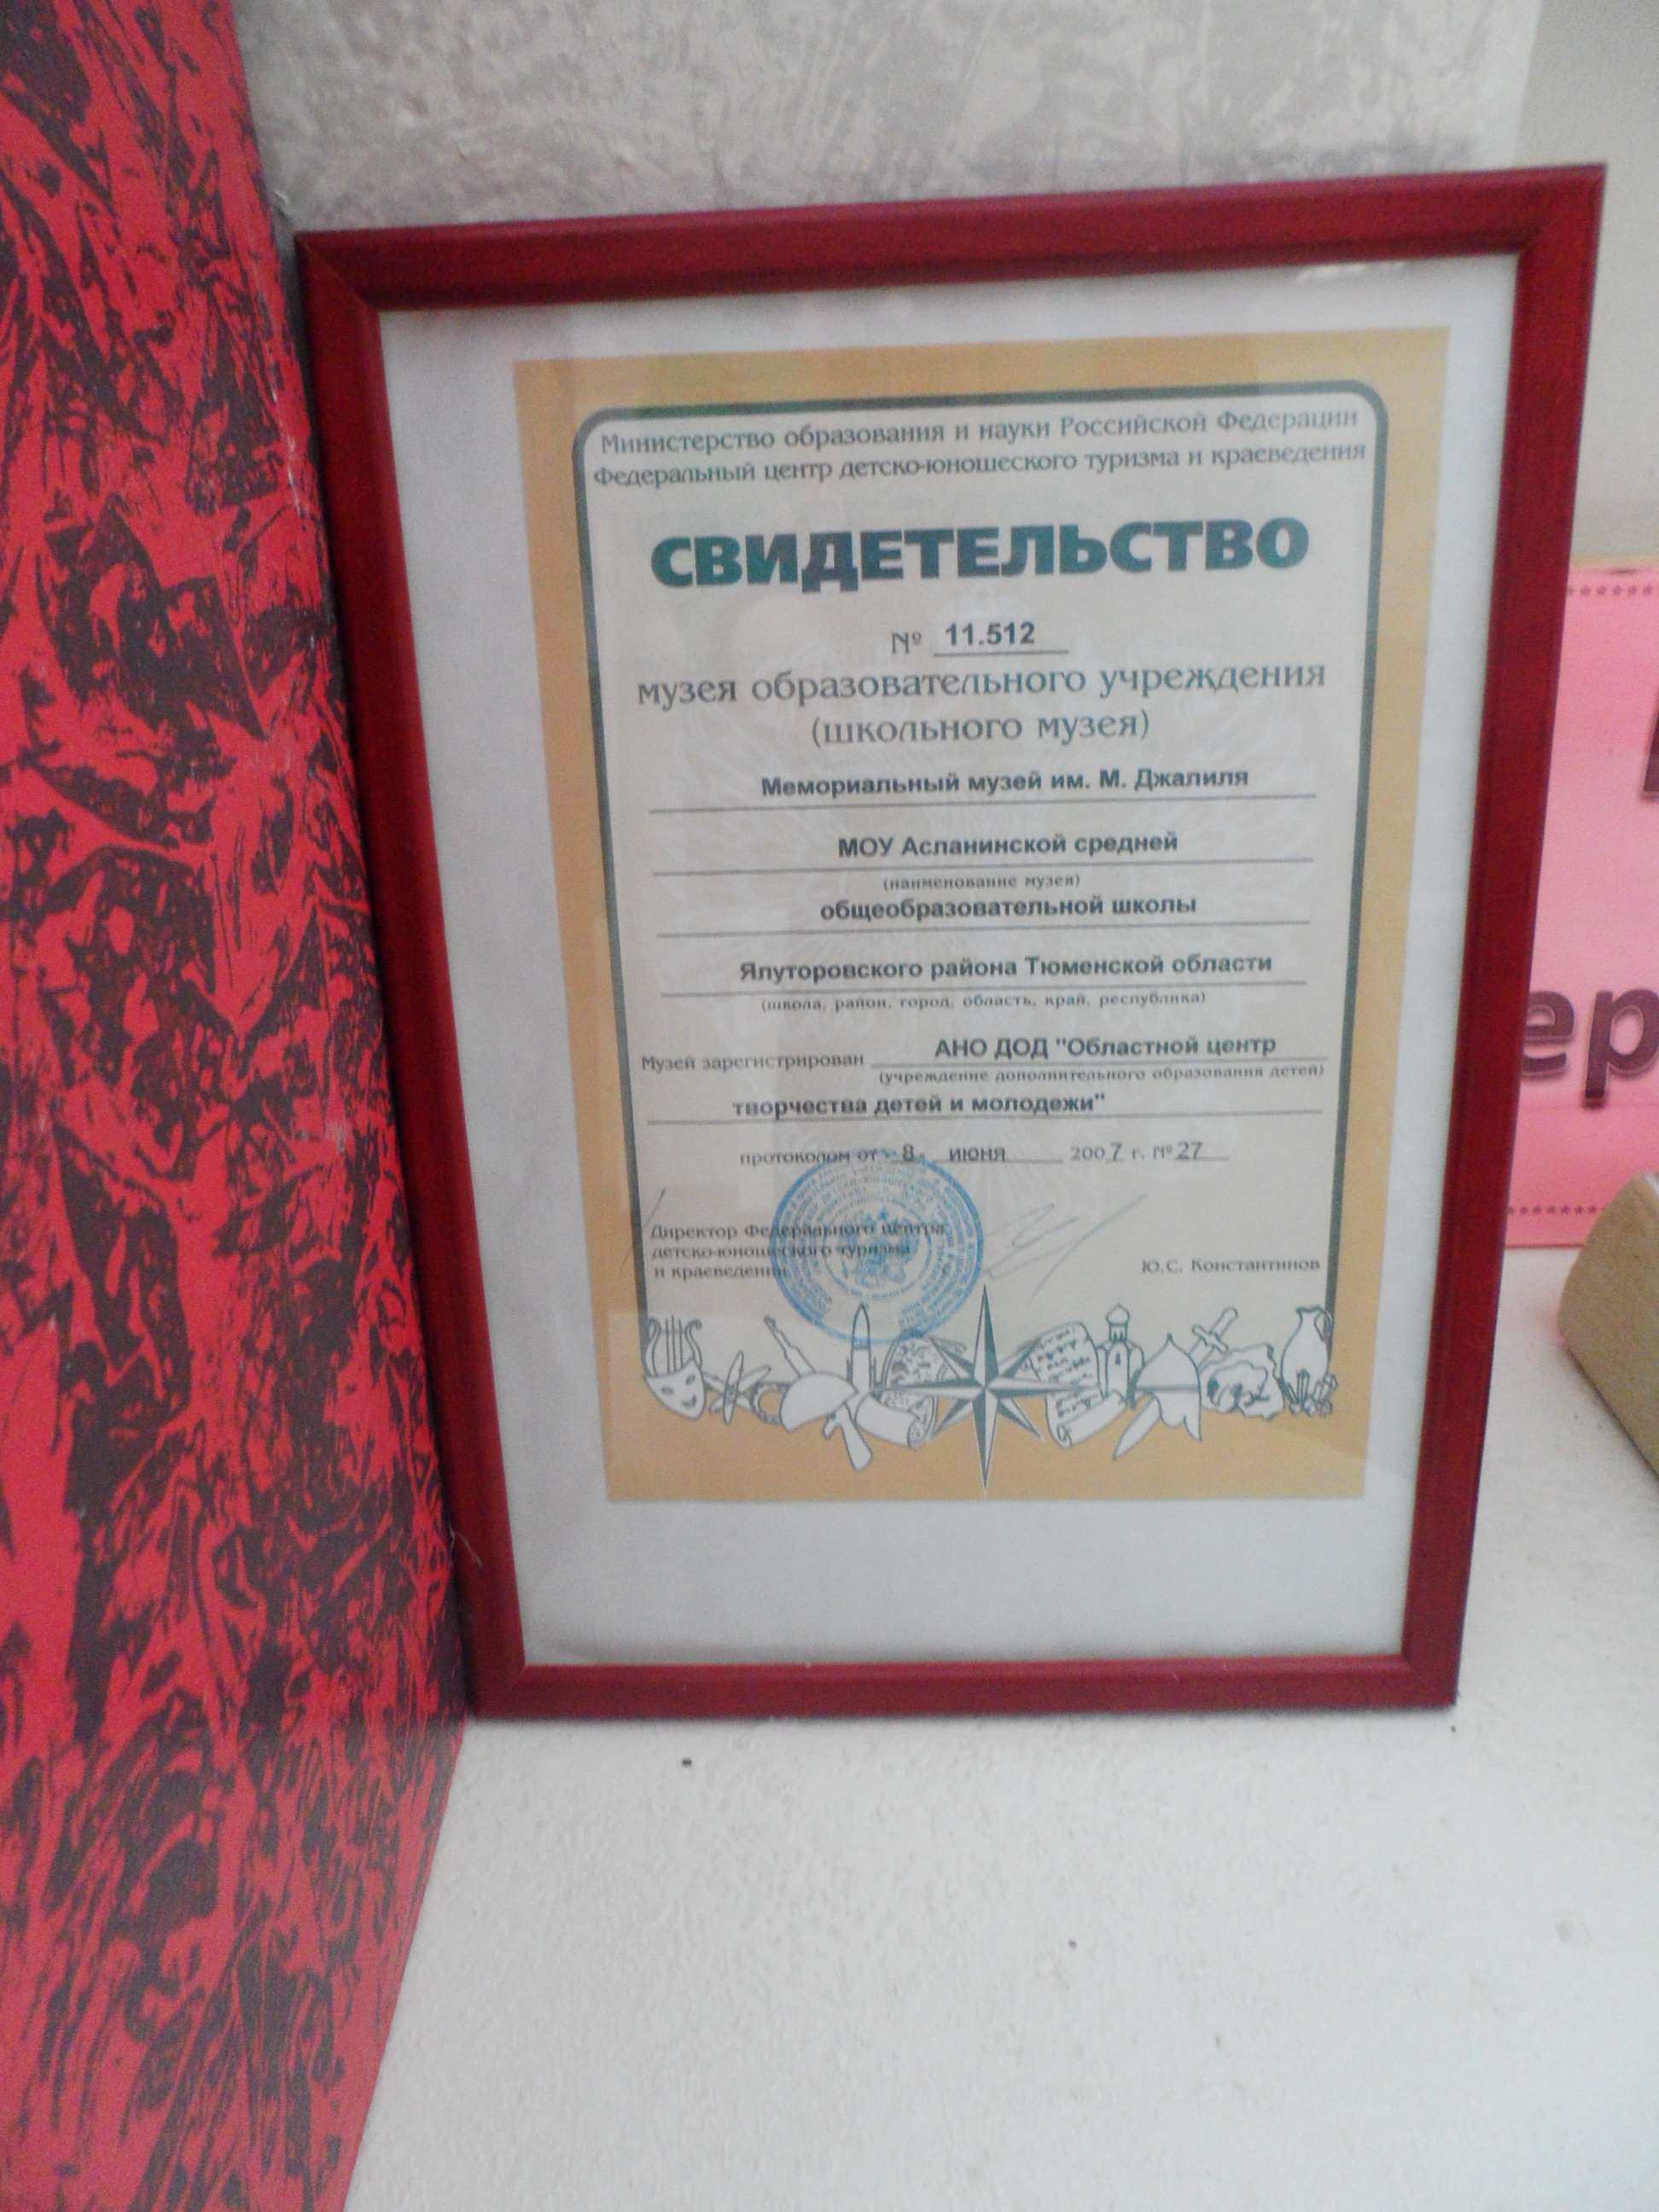 Министерство образования и науки Российской Федерации
Федеральный центр детско-юношеского туризма и краеведения
СВИДЕТЕЛЬСТВО
№ 11.512
музея образовательного учреждения
(школьного музея)
Мемориальный музей им. М. Джалиля
МОУ Асланинской средней
(наименование музея)
общеобразовательной школы
Ялуторовского района Тюменской области
(школа, район, город, область, край, республика)
Музей зарегистрирован АНО ДОД "Областной центр
(учреждение дополнительного образования детей)
творчества детей и молодежи"
протоколом от " 8 " июня 2007 г. № 27
Директор Федерального центра
детско-юношеского туризма
и краеведения
Ю.С. Константинов
ер